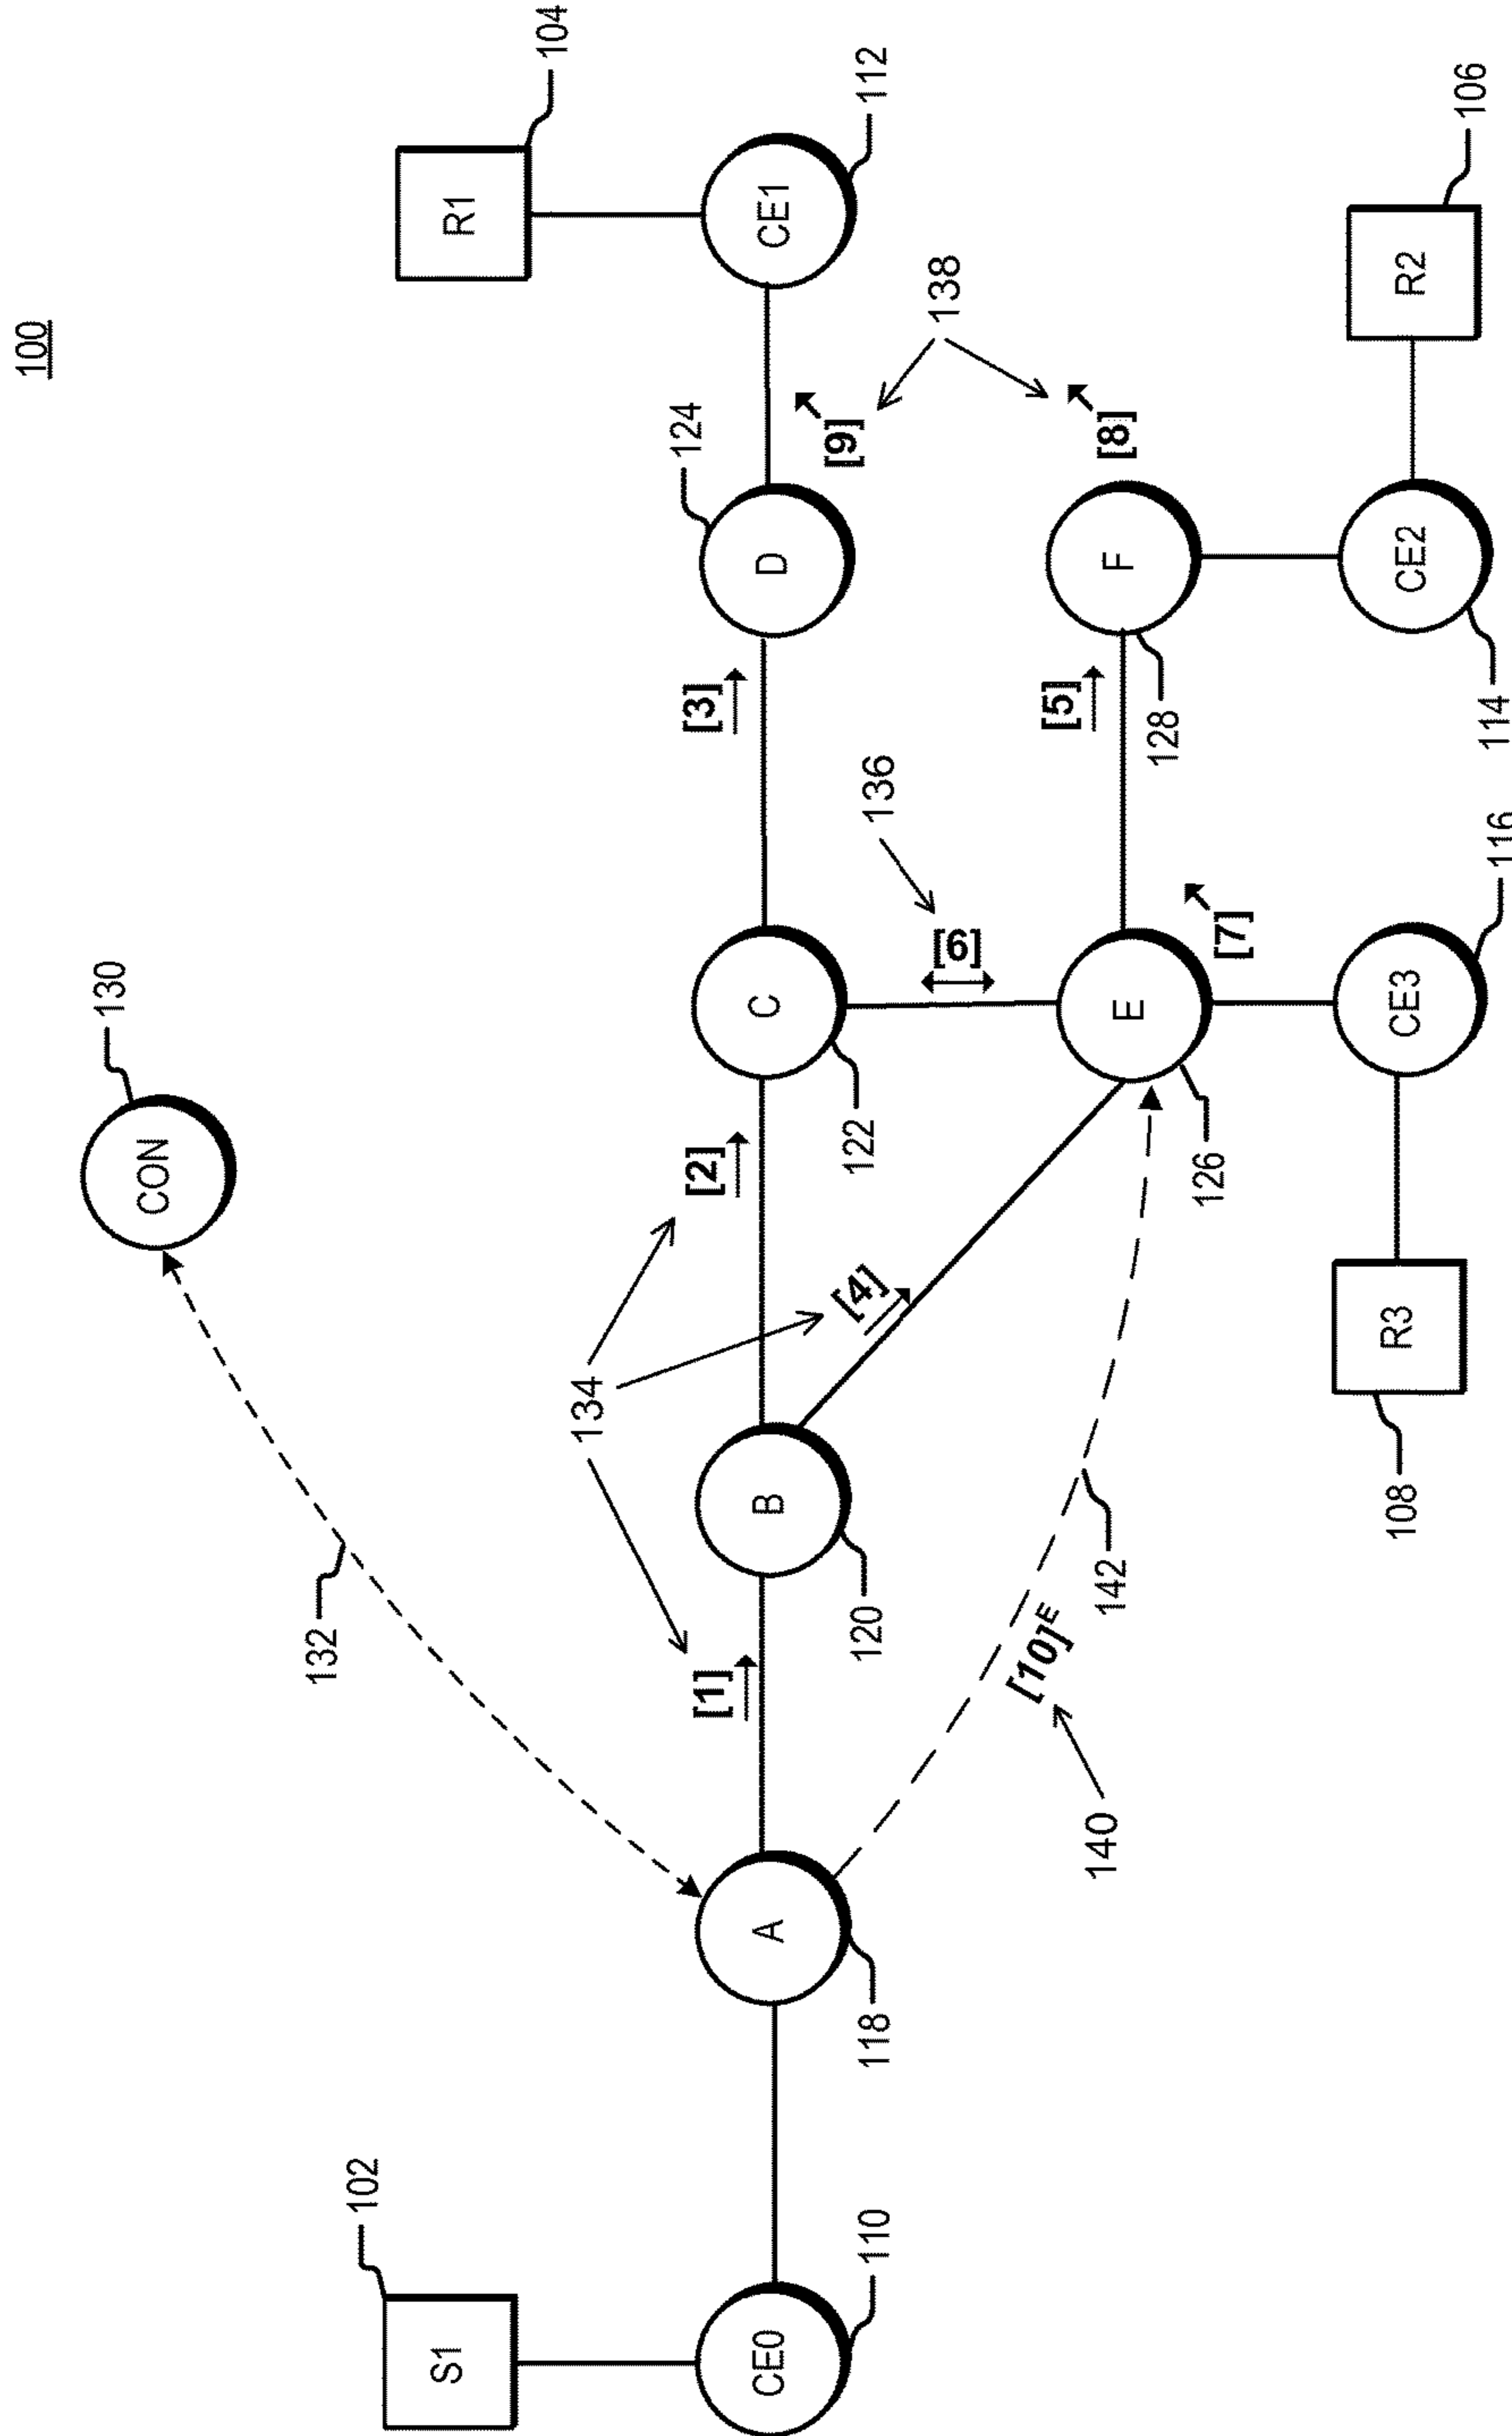 100
130
CON
132
102
S1
104
R1
134
[1]
[2]
[3]
124
CE0
A
B
C
D
CE1
110
118
120
122
136
[9]
112
[4]
[6]
138
140
[10]ᴱ
142
[5]
[8]
E
F
126
[7]
128
R3
CE3
CE2
R2
108
116
114
106